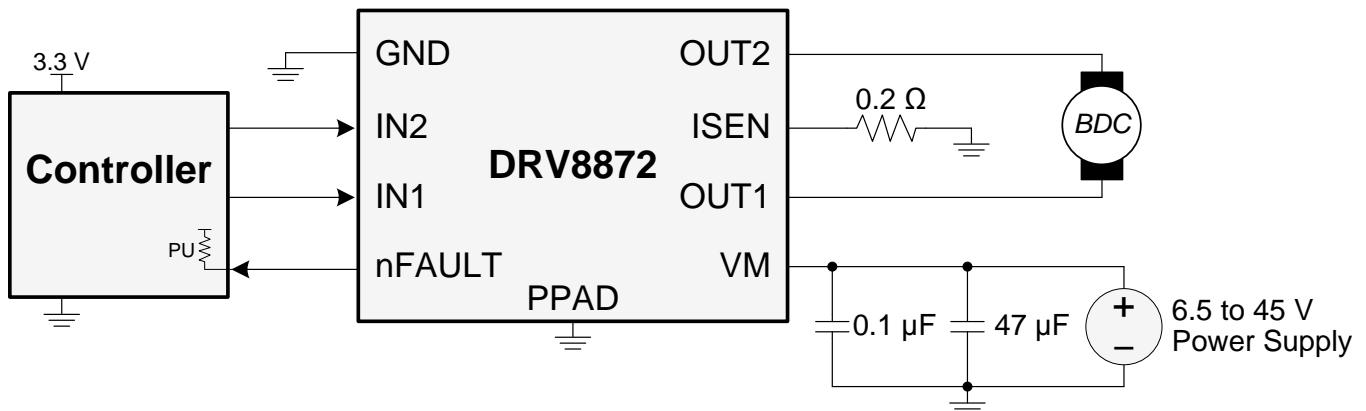 3.3 V
Controller
PU
GND
IN2
IN1
nFAULT
DRV8872
PPAD
OUT2
ISEN
OUT1
VM
0.2 Ω
BDC
0.1 µF
47 µF
+
–
6.5 to 45 V
Power Supply